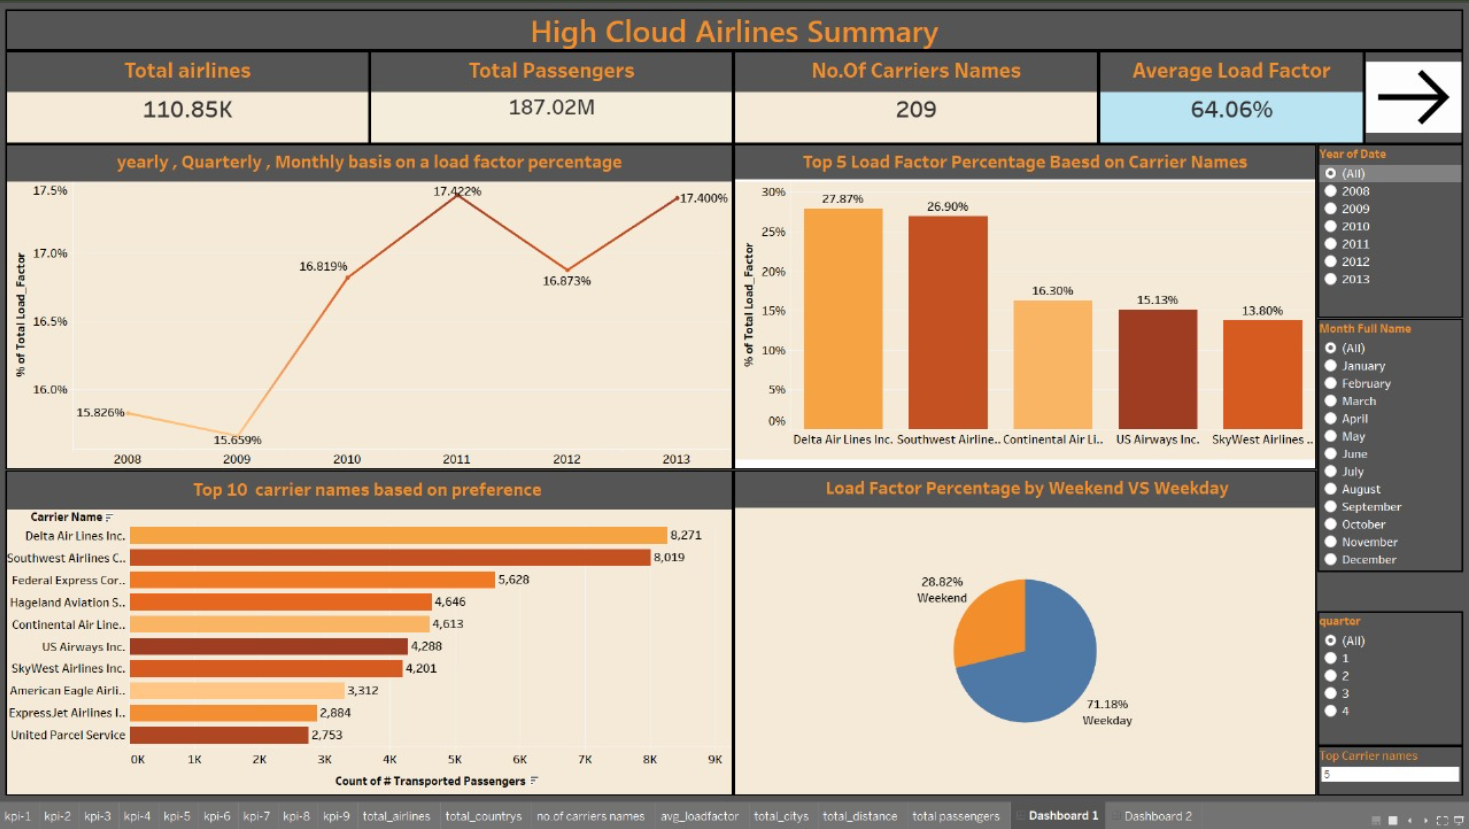 High Cloud Airlines Summary
Total airlines
110.85K
Total Passengers
187.02M
No.Of Carriers Names
209
Average Load Factor
64.06%
yearly , Quarterly , Monthly basis on a load factor percentage
17.5%
17.0%
16.5%
16.0%
% of Total Load_Factor
15.826%
15.659%
16.819%
17.422%
16.873%
17.400%
2008 2009 2010 2011 2012 2013
Top 5 Load Factor Percentage Baesd on Carrier Names
30%
25%
20%
15%
10%
5%
0%
% of Total Load_Factor
27.87%
26.90%
16.30%
15.13%
13.80%
Delta Air Lines Inc. Southwest Airline.. Continental Air Li.. US Airways Inc. SkyWest Airlines ..
Year of Date
(All)
2008
2009
2010
2011
2012
2013
Month Full Name
(All)
January
February
March
April
May
June
July
August
September
October
November
December
quartor
(All)
1
2
3
4
Top Carrier names
5
Top 10 carrier names based on preference
Carrier Name
Delta Air Lines Inc. 8,271
Southwest Airlines C.. 8,019
Federal Express Cor.. 5,628
Hageland Aviation S.. 4,646
Continental Air Line.. 4,613
US Airways Inc. 4,288
SkyWest Airlines Inc. 4,201
American Eagle Airli.. 3,312
ExpressJet Airlines I.. 2,884
United Parcel Service 2,753
0K 1K 2K 3K 4K 5K 6K 7K 8K 9K
Count of # Transported Passengers
Load Factor Percentage by Weekend VS Weekday
28.82%
Weekend
71.18%
Weekday
kpi-1 kpi-2 kpi-3 kpi-4 kpi-5 kpi-6 kpi-7 kpi-8 kpi-9 total_airlines total_countrys no of carriers names avg_loadfactor total_citys total_distance total passengers Dashboard 1 Dashboard 2